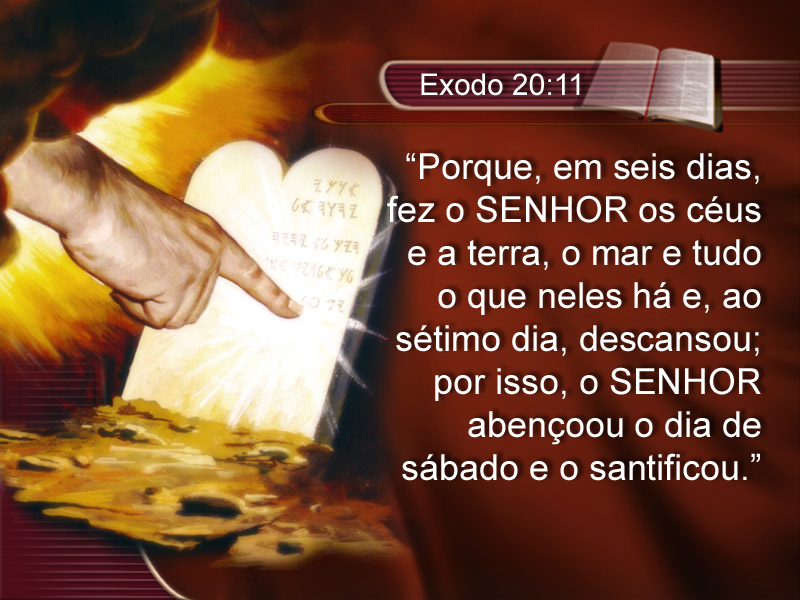 Exodo 20:11
“Porque, em seis dias,
fez o SENHOR os céus
e a terra, o mar e tudo
o que neles há e, ao
sétimo dia, descansou;
por isso, o SENHOR
abençoou o dia de
sábado e o santificou.”